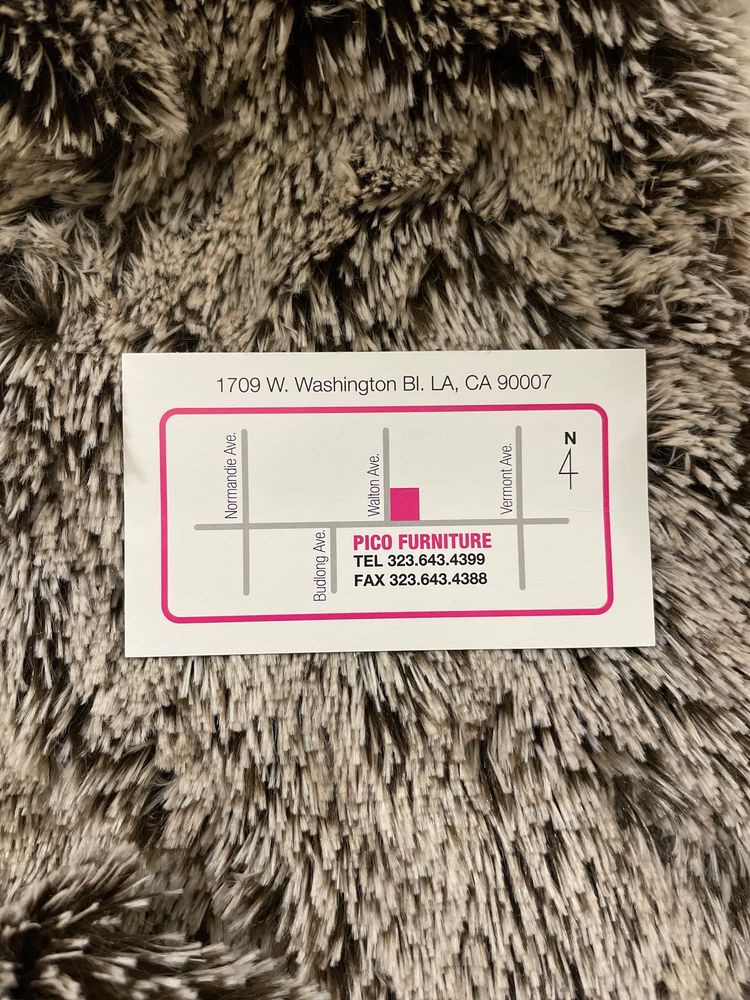 1709 W. Washington Bl. LA, CA 90007
Normandie Ave.
Walton Ave.
Vermont Ave.
N
Budlong Ave.
PICO FURNITURE
TEL 323.643.4399
FAX 323.643.4388